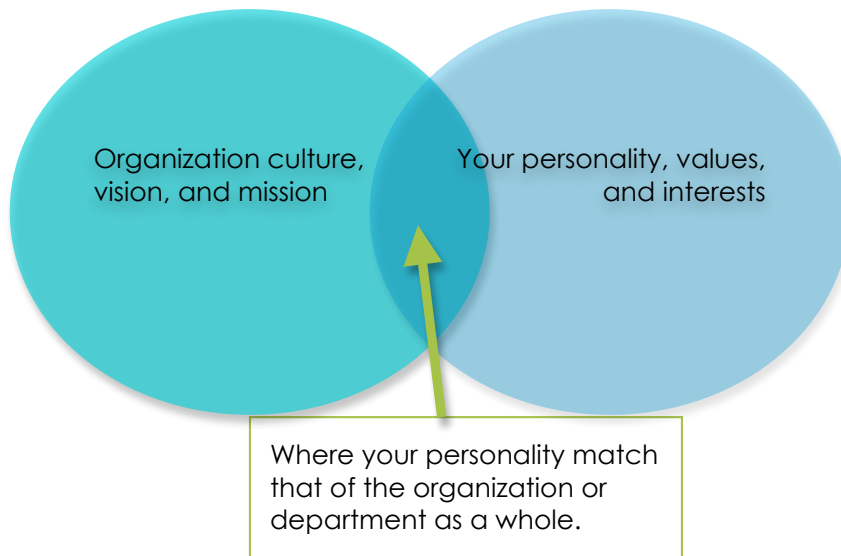 Organization culture,
vision, and mission
Your personality, values,
and interests
Where your personality match
that of the organization or
department as a whole.